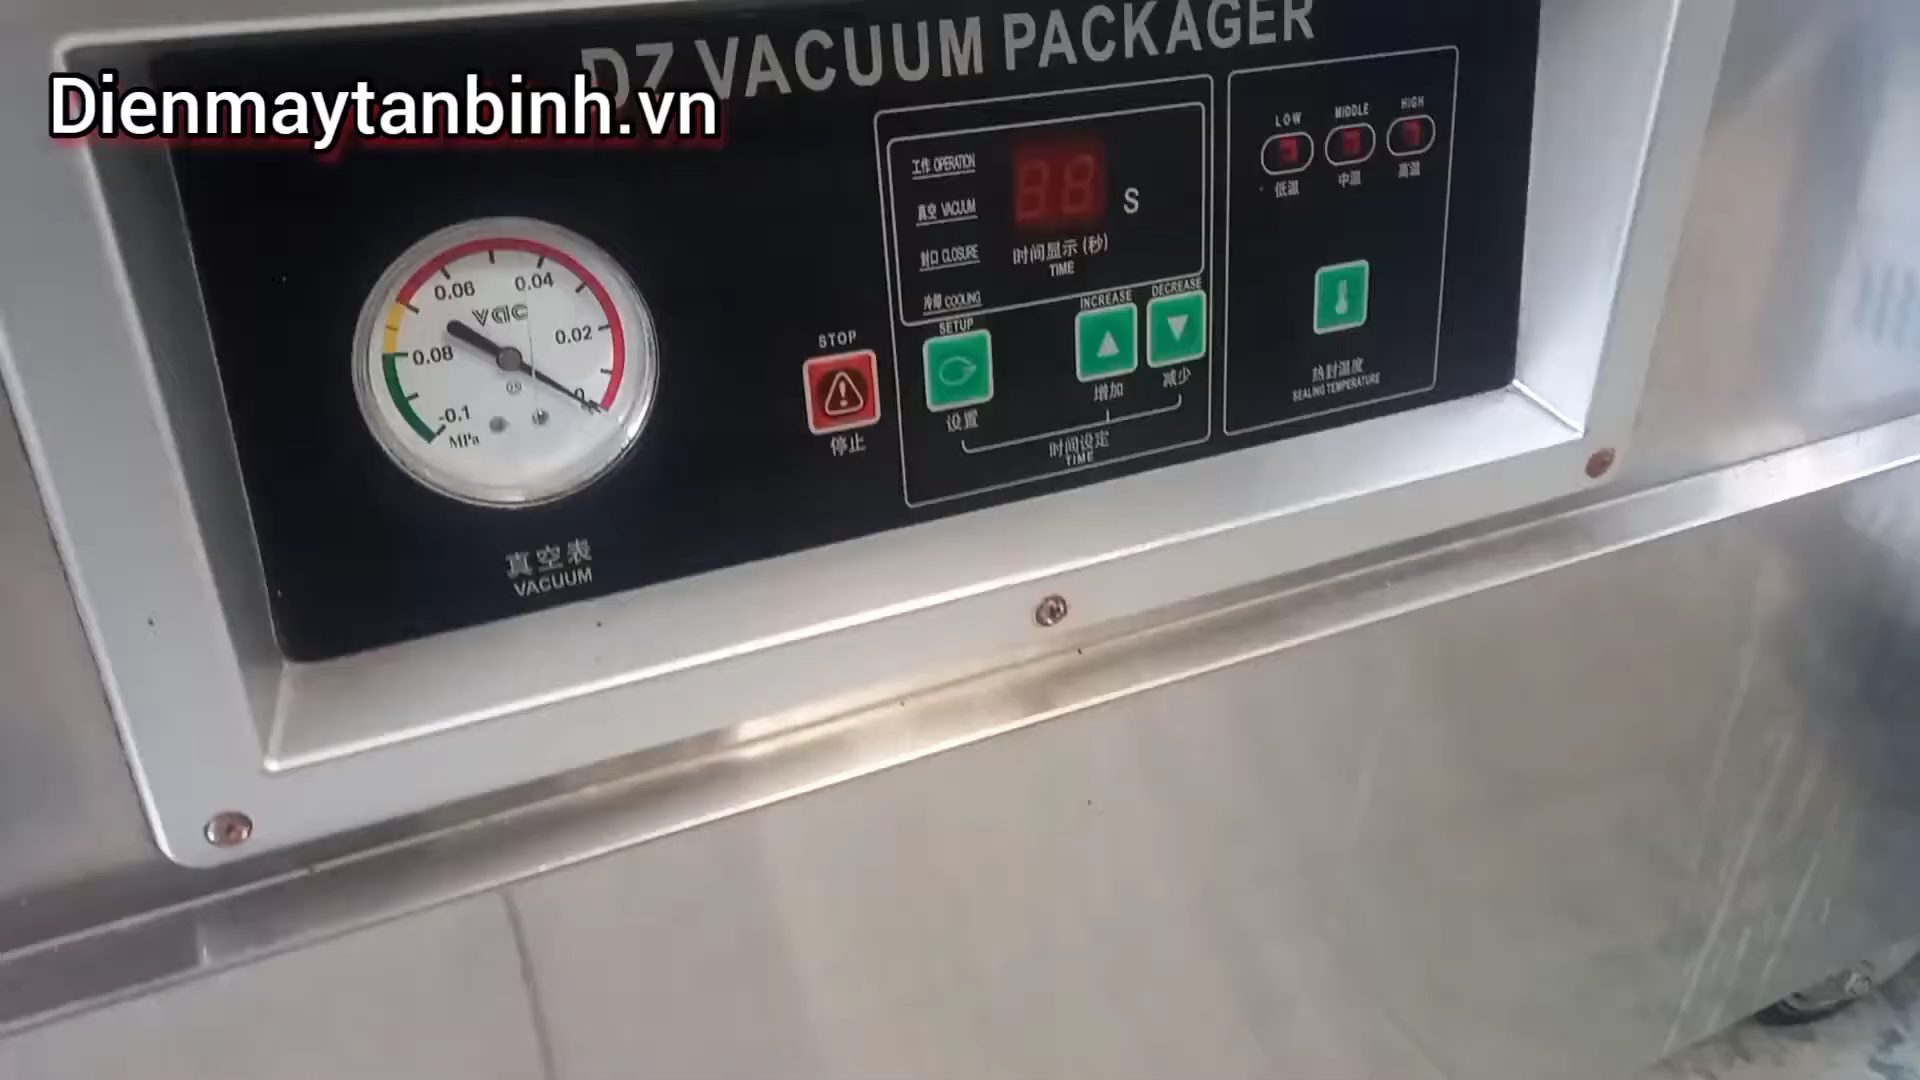 DZ VACUUM PACKAGER
Dienmaytanbinh.vn
工作 OPERATION
真空 VACUUM
封口 CLOSURE
冷却 COOLING
88 S
时间显示 (秒)
TIME
LOW MIDDLE HIGH
低温 中温 高温
0.06 0.04
vac
0.08 0.02
-0.1 0
MPa
真空表
VACUUM
STOP
停止
SETUP
设置
INCREASE
增加
DECREASE
减少
时间设定
TIME
热封温度
SEALING TEMPERATURE